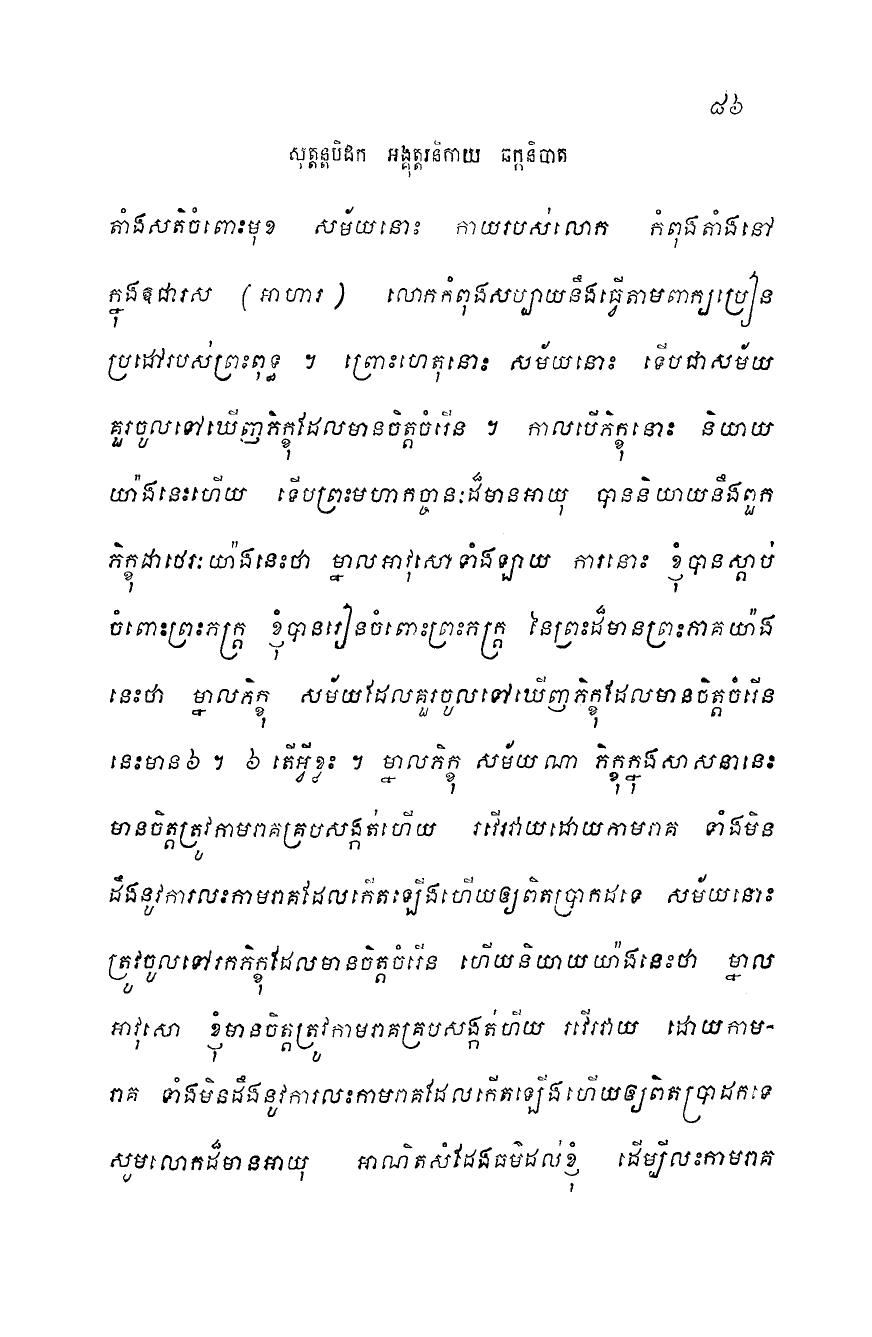 ៨៦
សុត្តន្តបិដក អង្គុត្តរនិកាយ ឆក្កនិបាត
តាំងសតិចំពោះមុខ សម័យនោះ កាយរបស់លោក កំពុងតាំងនៅ
ក្នុងឱជារស (អាហារ) លោកកំពុងសប្បាយនឹងធ្វើតាមពាក្យប្រៀន
ប្រដៅរបស់ព្រះពុទ្ធ ។ ព្រោះហេតុនោះ សម័យនោះ ទើបជាសម័យ
គួរចូលទៅឃើញភិក្ខុដែលមានចិត្តចំរើន ។ កាលបើភិក្ខុនោះ និយាយ
យ៉ាងនេះហើយ ទើបព្រះមហាកច្ចានៈដ៏មានអាយុ បាននិយាយនឹងពួក
ភិក្ខុជាថេរៈយ៉ាងនេះថា ម្នាលអាវុសោទាំងឡាយ ការនោះ ខ្ញុំបានស្តាប់
ចំពោះព្រះភក្ត្រ ខ្ញុំបានរៀនចំពោះព្រះភក្ត្រ នៃព្រះដ៏មានព្រះភាគយ៉ាង
នេះថា ម្នាលភិក្ខុ សម័យដែលគួរចូលទៅឃើញភិក្ខុដែលមានចិត្តចំរើន
នេះមាន៦ ។ ៦ តើអ្វីខ្លះ ។ ម្នាលភិក្ខុ សម័យណា ភិក្ខុក្នុងសាសនានេះ
មានចិត្តត្រូវកាមរាគគ្របសង្កត់ហើយ រវើរវាយដោយកាមរាគ ទាំងមិន
ដឹងនូវការលះកាមរាគដែលកើតឡើងហើយឲ្យពិតប្រាកដទេ សម័យនោះ
ត្រូវចូលទៅរកភិក្ខុដែលមានចិត្តចំរើន ហើយនិយាយយ៉ាងនេះថា ម្នាល
អាវុសោ ខ្ញុំមានចិត្តត្រូវកាមរាគគ្របសង្កត់ហើយ រវើរវាយ ដោយកាម-
រាគ ទាំងមិនដឹងនូវការលះកាមរាគដែលកើតឡើងហើយឲ្យពិតប្រាដកទេ
សូមលោកដ៏មានអាយុ អាណិតសំដែងធម៌ដល់ខ្ញុំ ដើម្បីលះកាមរាគ